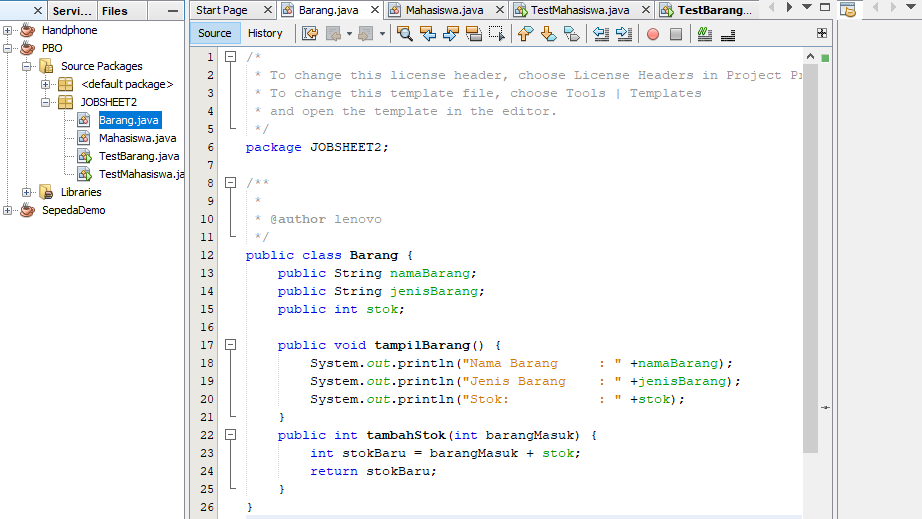 Servi...
Files
Handphone
PBO
Source Packages
<default package>
JOBSHEET2
Barang.java
Mahasiswa.java
TestBarang.java
TestMahasiswa.ja
Libraries
SepedaDemo
Start Page
Barang.java
Mahasiswa.java
TestMahasiswa.java
TestBarang...
Source
History
1 /*
2 * To change this license header, choose License Headers in Project Pr
3 * To change this template file, choose Tools | Templates
4 * and open the template in the editor.
5 */
6 package JOBSHEET2;
7
8 /**
9 *
10 * @author lenovo
11 */
12 public class Barang {
13 public String namaBarang;
14 public String jenisBarang;
15 public int stok;
16
17 public void tampilBarang() {
18 System.out.println("Nama Barang     : " +namaBarang);
19 System.out.println("Jenis Barang    : " +jenisBarang);
20 System.out.println("Stok:           : " +stok);
21 }
22 public int tambahStok(int barangMasuk) {
23 int stokBaru = barangMasuk + stok;
24 return stokBaru;
25 }
26 }